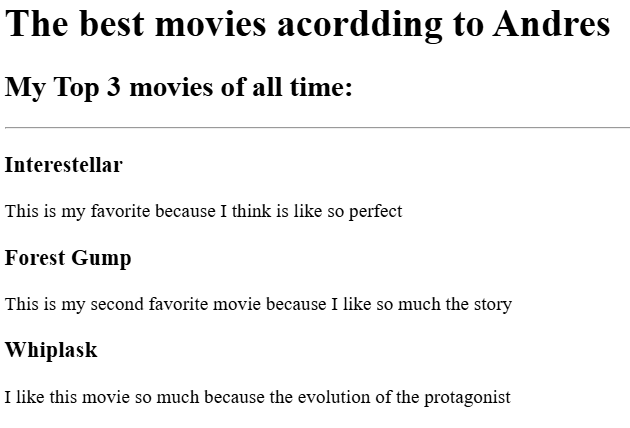 The best movies acordding to Andres
My Top 3 movies of all time:
Interestellar
This is my favorite because I think is like so perfect
Forest Gump
This is my second favorite movie because I like so much the story
Whiplask
I like this movie so much because the evolution of the protagonist